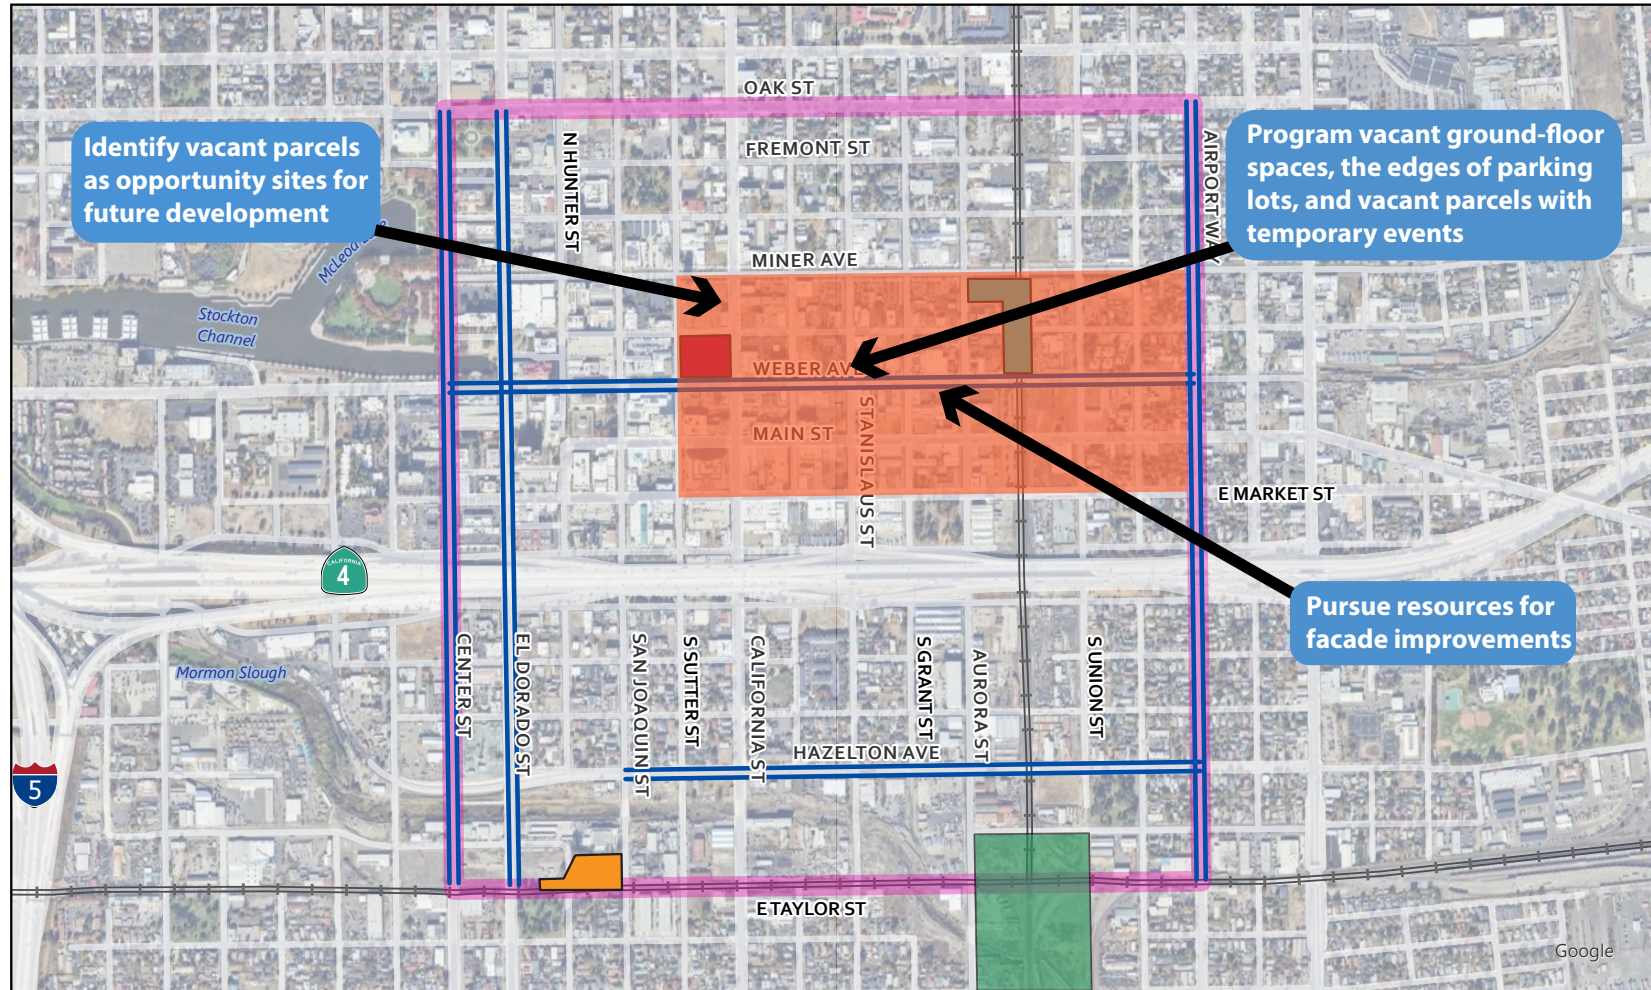 OAK ST
Identify vacant parcels
as opportunity sites for
future development
N HUNTER ST
FREMONT ST
AIRPORT WAY
Program vacant ground-floor
spaces, the edges of parking
lots, and vacant parcels with
temporary events
MINER AVE
Stockton
Channel
WEBER AVE
MAIN ST
STANISLAUS ST
E MARKET ST
CALIFORNIA
4
Pursue resources for
facade improvements
Mormon Slough
CENTER ST
EL DORADO ST
SAN JOAQUIN ST
S SUTTER ST
CALIFORNIA ST
S GRANT ST
AURORA ST
S UNION ST
HAZELTON AVE
5
E TAYLOR ST
Google